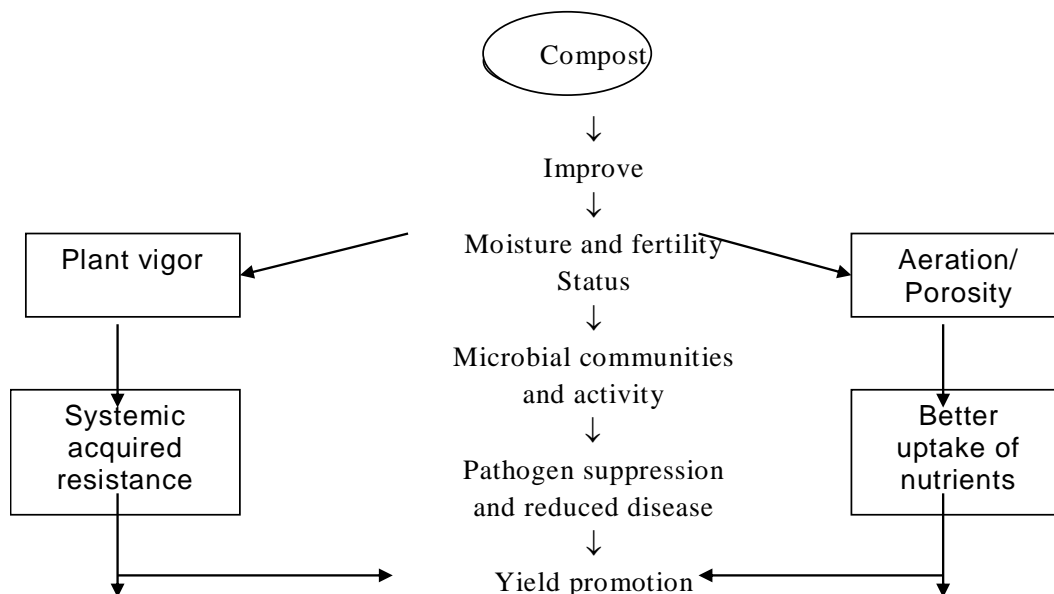 Compost
↓
Improve
↓
Moisture and fertility
Status
↓
Plant vigor
Aeration/
Porosity
Microbial communities
and activity
↓
Systemic
acquired
resistance
Better
uptake of
nutrients
Pathogen suppression
and reduced disease
↓
Yield promotion